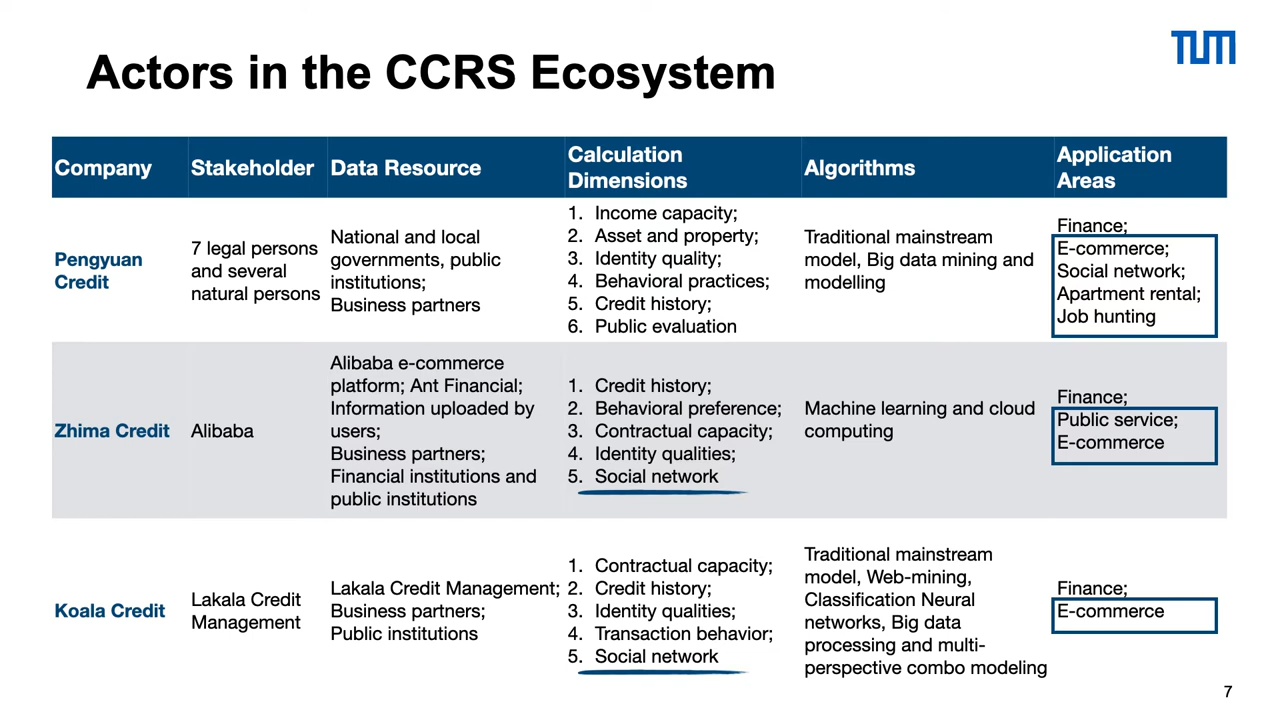 TUM
Actors in the CCRS Ecosystem
Company
Stakeholder
Data Resource
Calculation
Dimensions
Algorithms
Application
Areas
Pengyuan
Credit
7 legal persons
and several
natural persons
National and local
governments, public
institutions;
Business partners
1. Income capacity;
2. Asset and property;
3. Identity quality;
4. Behavioral practices;
5. Credit history;
6. Public evaluation
Traditional mainstream
model, Big data mining and
modelling
Finance;
E-commerce;
Social network;
Apartment rental;
Job hunting
Zhima Credit
Alibaba
Alibaba e-commerce
platform; Ant Financial;
Information uploaded by
users;
Business partners;
Financial institutions and
public institutions
1. Credit history;
2. Behavioral preference;
3. Contractual capacity;
4. Identity qualities;
5. Social network
Machine learning and cloud
computing
Finance;
Public service;
E-commerce
Koala Credit
Lakala Credit
Management
Lakala Credit Management;
Business partners;
Public institutions
1. Contractual capacity;
2. Credit history;
3. Identity qualities;
4. Transaction behavior;
5. Social network
Traditional mainstream
model, Web-mining,
Classification Neural
networks, Big data
processing and multi-
perspective combo modeling
Finance;
E-commerce
7